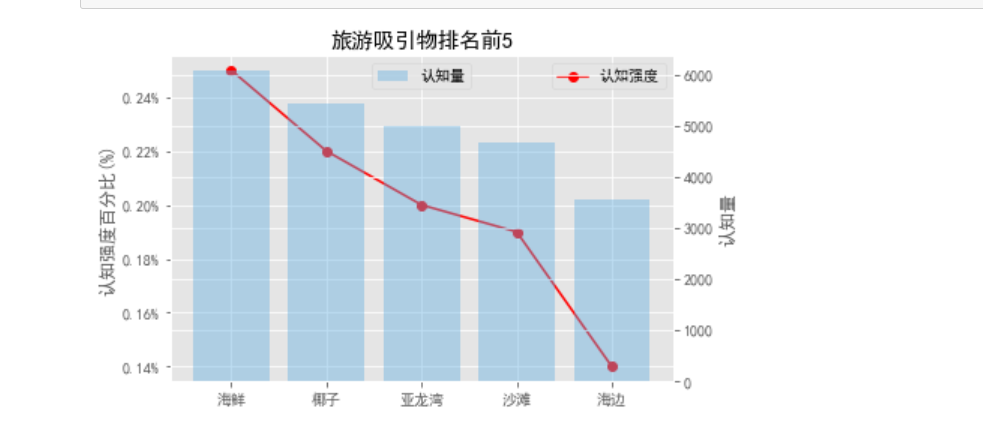 旅游吸引物排名前5
认知量
认知强度
认知强度百分比(%)
0.24%
0.22%
0.20%
0.18%
0.16%
0.14%
6000
5000
4000
3000
2000
1000
0
认知量
海鲜
椰子
亚龙湾
沙滩
海边